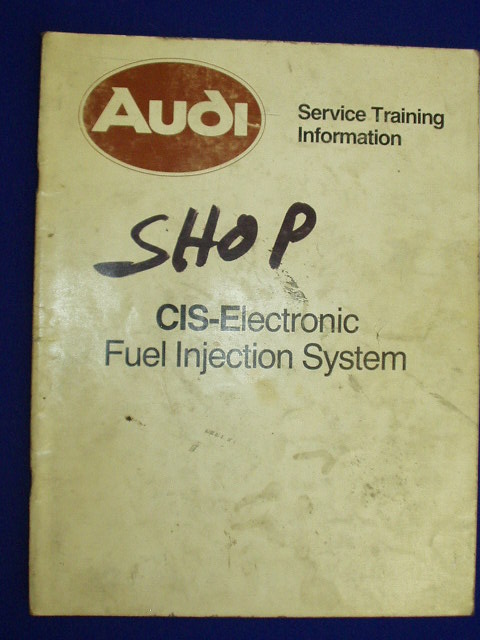 Audi
Service Training
Information
SHOP
CIS-Electronic
Fuel Injection System